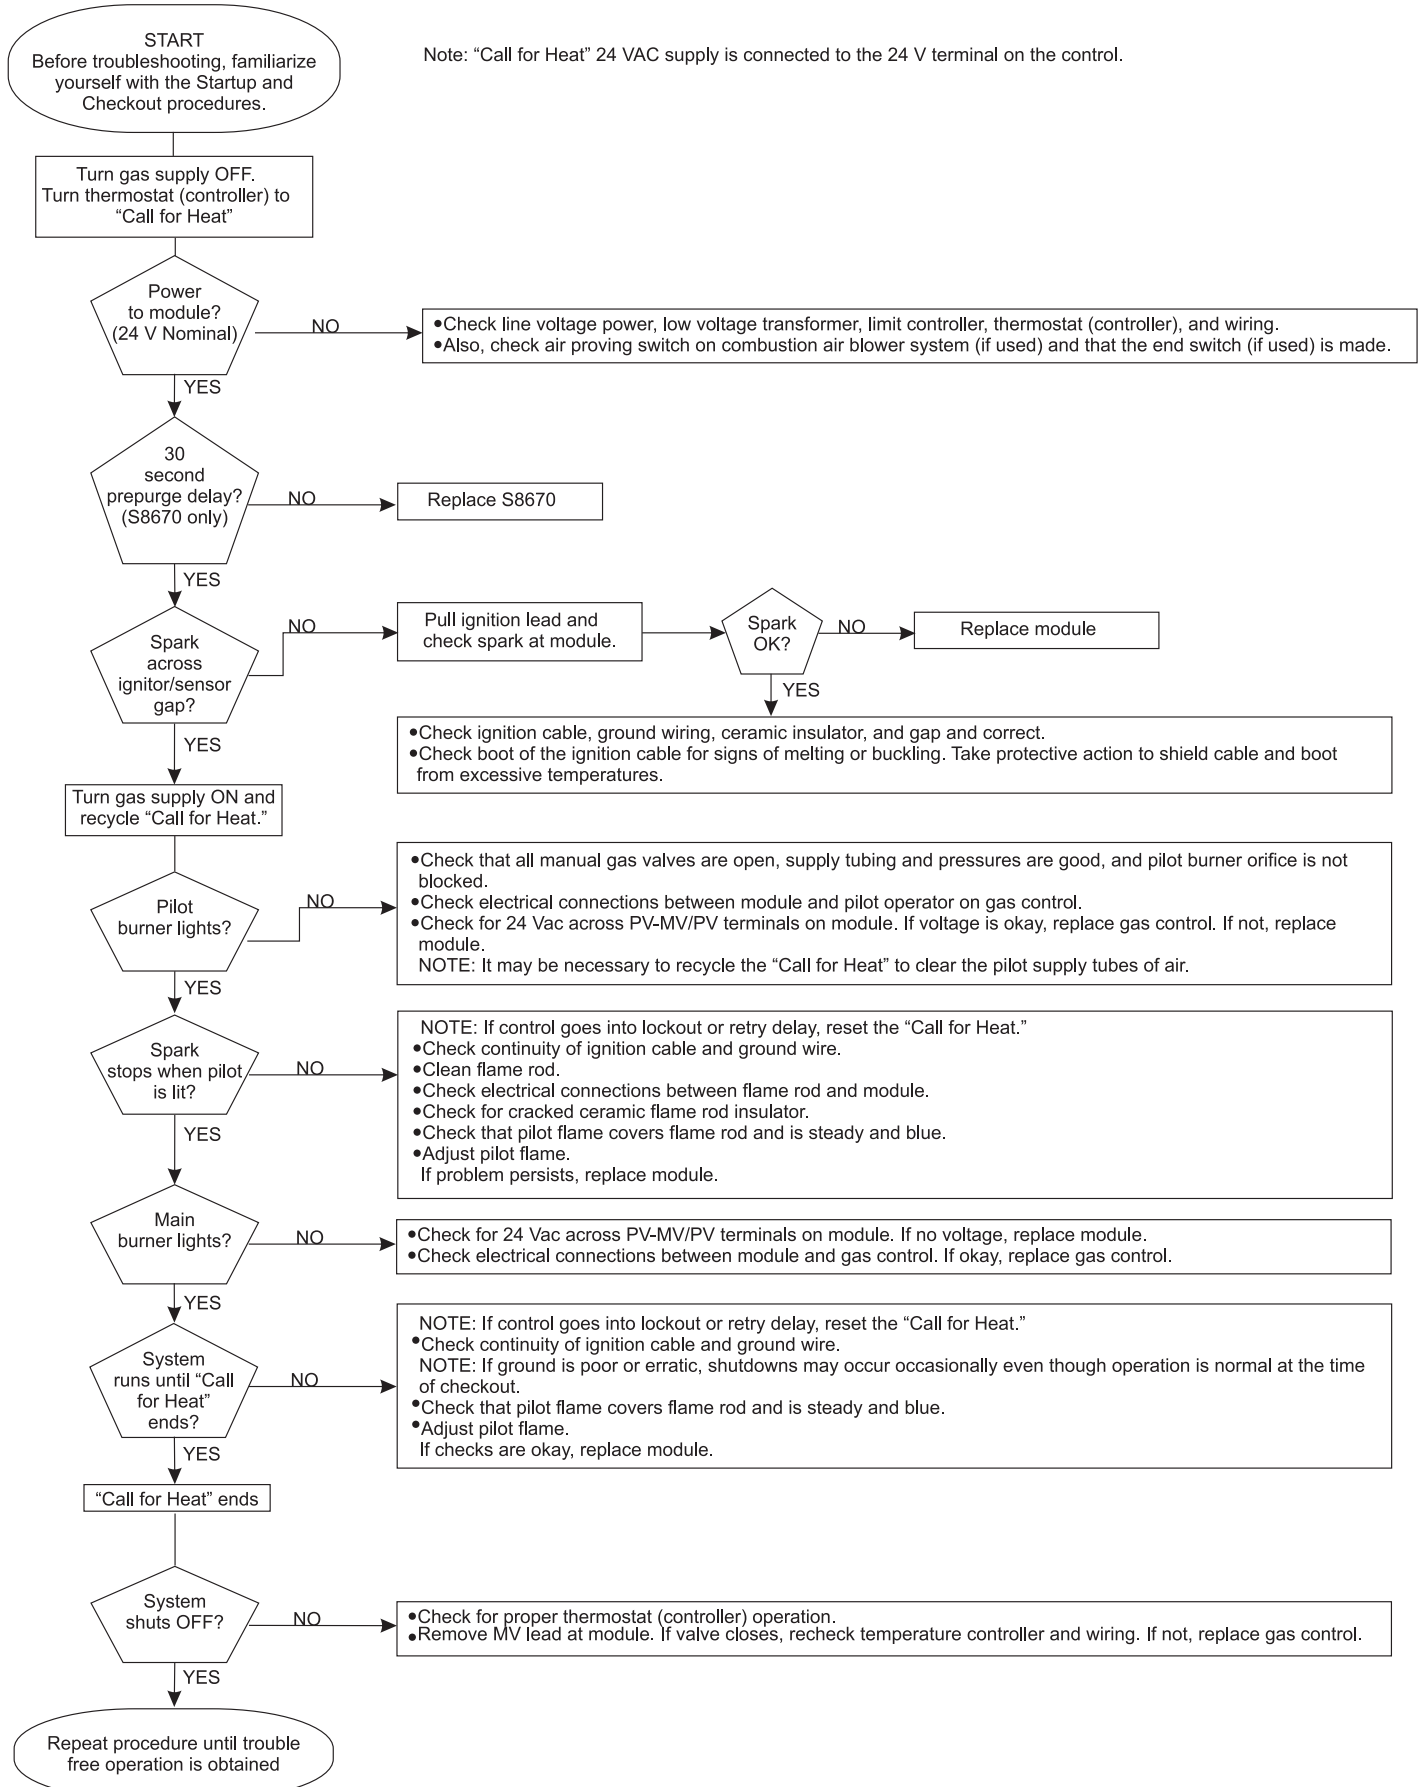 START
Before troubleshooting, familiarize
yourself with the Startup and
Checkout procedures.
Note: “Call for Heat” 24 VAC supply is connected to the 24 V terminal on the control.
Turn gas supply OFF.
Turn thermostat (controller) to
“Call for Heat”
Power
to module?
(24 V Nominal)
NO
•Check line voltage power, low voltage transformer, limit controller, thermostat (controller), and wiring.
•Also, check air proving switch on combustion air blower system (if used) and that the end switch (if used) is made.
YES
30
second
prepurge delay?
(S8670 only)
NO
Replace S8670
YES
Spark
across
ignitor/sensor
gap?
NO
Pull ignition lead and
check spark at module.
Spark
OK?
NO
Replace module
YES
•Check ignition cable, ground wiring, ceramic insulator, and gap and correct.
•Check boot of the ignition cable for signs of melting or buckling. Take protective action to shield cable and boot
from excessive temperatures.
YES
Turn gas supply ON and
recycle “Call for Heat.”
Pilot
burner lights?
NO
•Check that all manual gas valves are open, supply tubing and pressures are good, and pilot burner orifice is not
blocked.
•Check electrical connections between module and pilot operator on gas control.
•Check for 24 Vac across PV-MV/PV terminals on module. If voltage is okay, replace gas control. If not, replace
module.
NOTE: It may be necessary to recycle the “Call for Heat” to clear the pilot supply tubes of air.
YES
Spark
stops when pilot
is lit?
NO
NOTE: If control goes into lockout or retry delay, reset the “Call for Heat.”
•Check continuity of ignition cable and ground wire.
•Clean flame rod.
•Check electrical connections between flame rod and module.
•Check for cracked ceramic flame rod insulator.
•Check that pilot flame covers flame rod and is steady and blue.
•Adjust pilot flame.
If problem persists, replace module.
YES
Main
burner lights?
NO
•Check for 24 Vac across PV-MV/PV terminals on module. If no voltage, replace module.
•Check electrical connections between module and gas control. If okay, replace gas control.
YES
System
runs until “Call
for Heat”
ends?
NO
NOTE: If control goes into lockout or retry delay, reset the “Call for Heat.”
•Check continuity of ignition cable and ground wire.
NOTE: If ground is poor or erratic, shutdowns may occur occasionally even though operation is normal at the time
of checkout.
•Check that pilot flame covers flame rod and is steady and blue.
•Adjust pilot flame.
If checks are okay, replace module.
YES
“Call for Heat” ends
System
shuts OFF?
NO
•Check for proper thermostat (controller) operation.
•Remove MV lead at module. If valve closes, recheck temperature controller and wiring. If not, replace gas control.
YES
Repeat procedure until trouble
free operation is obtained